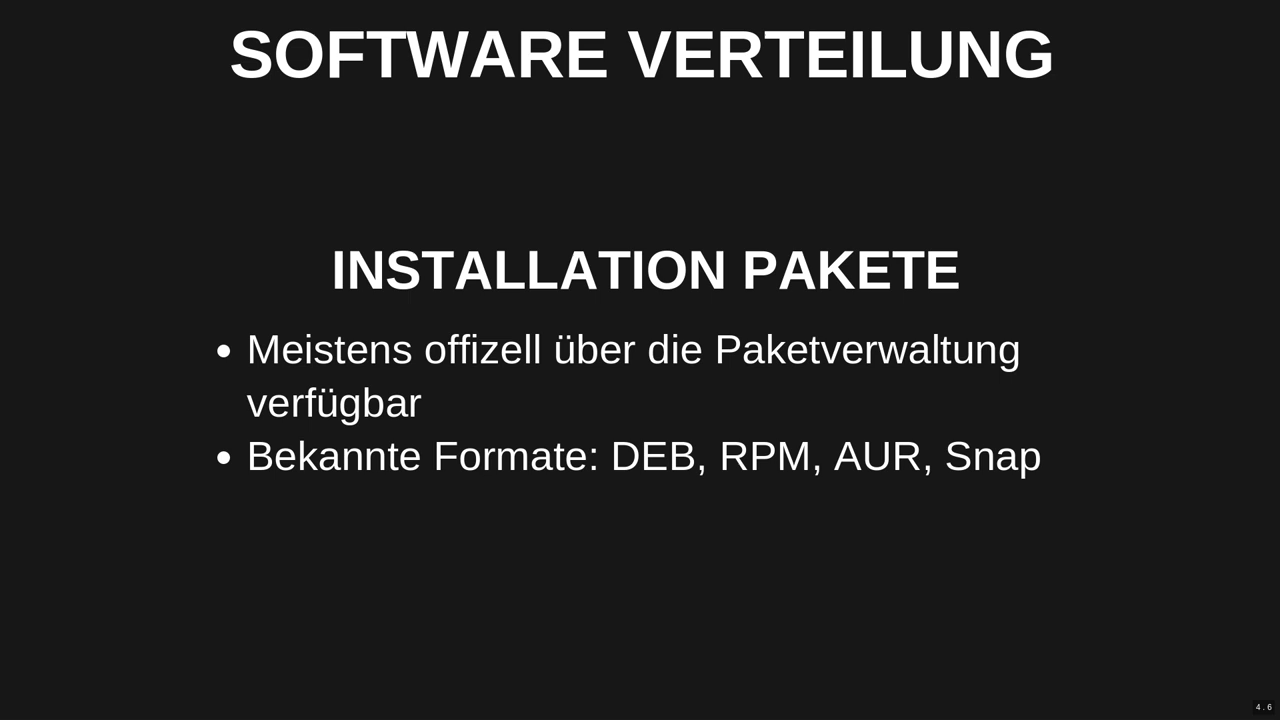 SOFTWARE VERTEILUNG
INSTALLATION PAKETE
• Meistens offizell über die Paketverwaltung
verfügbar
• Bekannte Formate: DEB, RPM, AUR, Snap
4.6